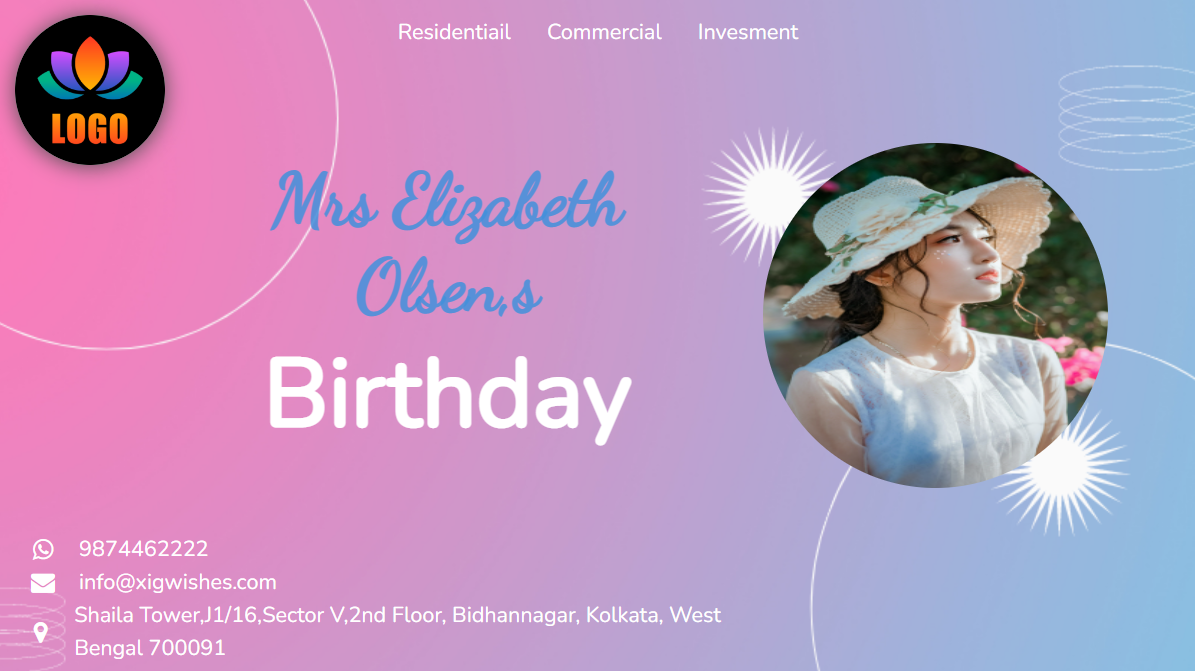 Residentiail Commercial Invesment
LOGO
Mrs Elizabeth
Olsen,s
Birthday
9874462222
info@xigwishes.com
Shaila Tower,J1/16,Sector V,2nd Floor, Bidhannagar, Kolkata, West
Bengal 700091